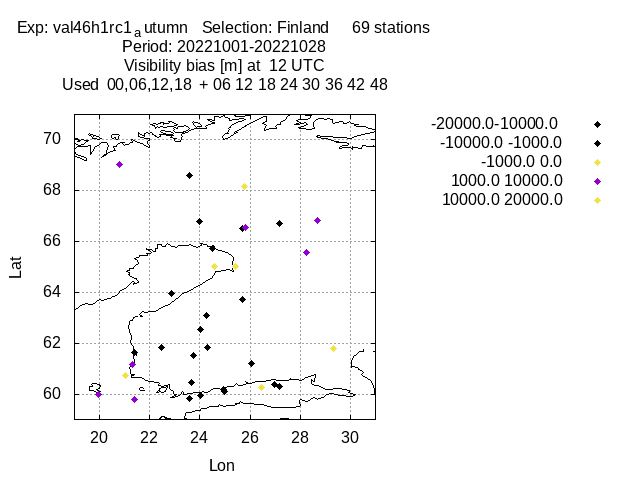 Exp: val46h1rc1autumn Selection: Finland 69 stations
Period: 20221001-20221028
Visibility bias [m] at 12 UTC
Used 00,06,12,18 + 06 12 18 24 30 36 42 48
-20000.0-10000.0
-10000.0 -1000.0
-1000.0 0.0
1000.0 10000.0
10000.0 20000.0
70
68
66
64
62
60
Lat
20 22 24 26 28 30
Lon